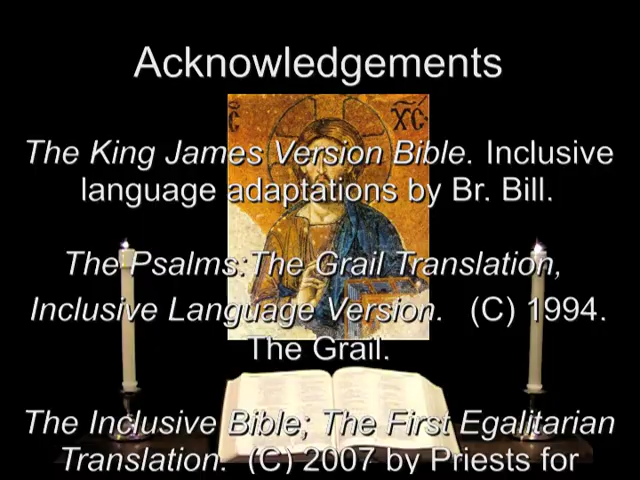 Acknowledgements
The King James Version Bible. Inclusive
language adaptations by Br. Bill.
The Psalms:The Grail Translation,
Inclusive Language Version. (C) 1994.
The Grail.
The Inclusive Bible; The First Egalitarian
Translation. (C) 2007 by Priests for